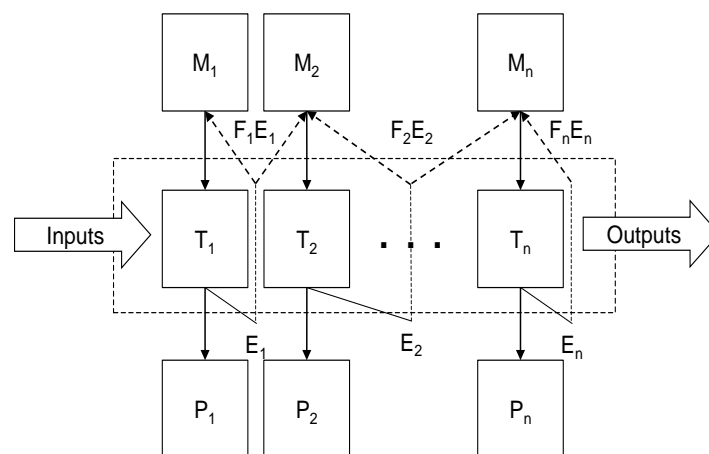 M1 M2 Mn
F1E1 F2E2 FnEn
Inputs T1 T2 . . . Tn Outputs
E1 E2 En
P1 P2 Pn